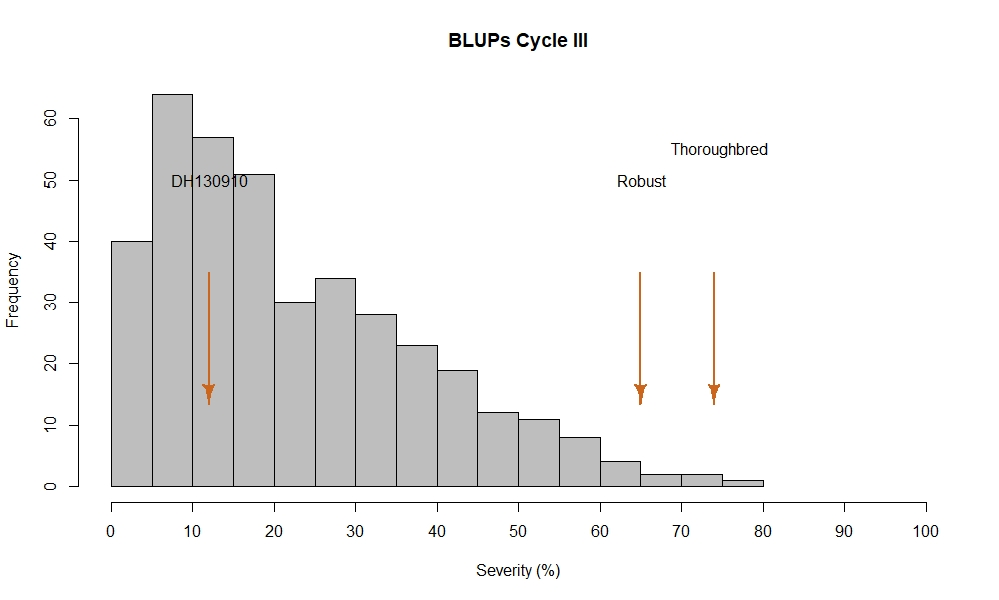 BLUPs Cycle III
Thoroughbred
DH130910
Robust
Frequency
60
50
40
30
20
10
0
0 10 20 30 40 50 60 70 80 90 100
Severity (%)